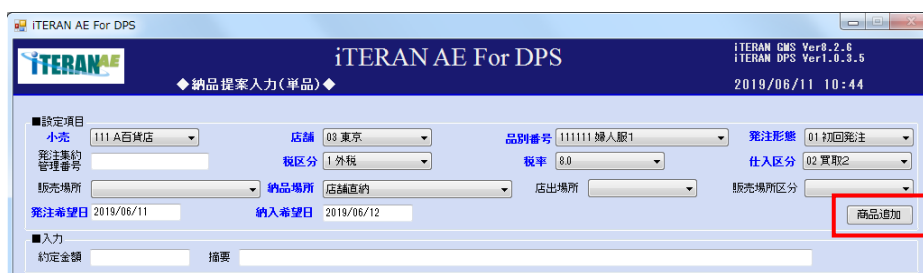 iTERAN AE For DPS
iTERAN AE
iTERAN AE For DPS
iTERAN GMS Ver8.2.6
iTERAN DPS Ver1.0.3.5
◆納品提案入力(単品)◆
2019/06/11 10:44
■設定項目
小売 111 A百貨店 店舗 03 東京 品別番号 111111 婦人服1 発注形態 01 初回発注
発注集約管理番号 税区分 1 外税 税率 8.0 仕入区分 02 買取2
販売場所 納品場所 店舗直納 店出場所 販売場所区分
発注希望日 2019/06/11 納入希望日 2019/06/12 商品追加
■入力
約定金額 摘要